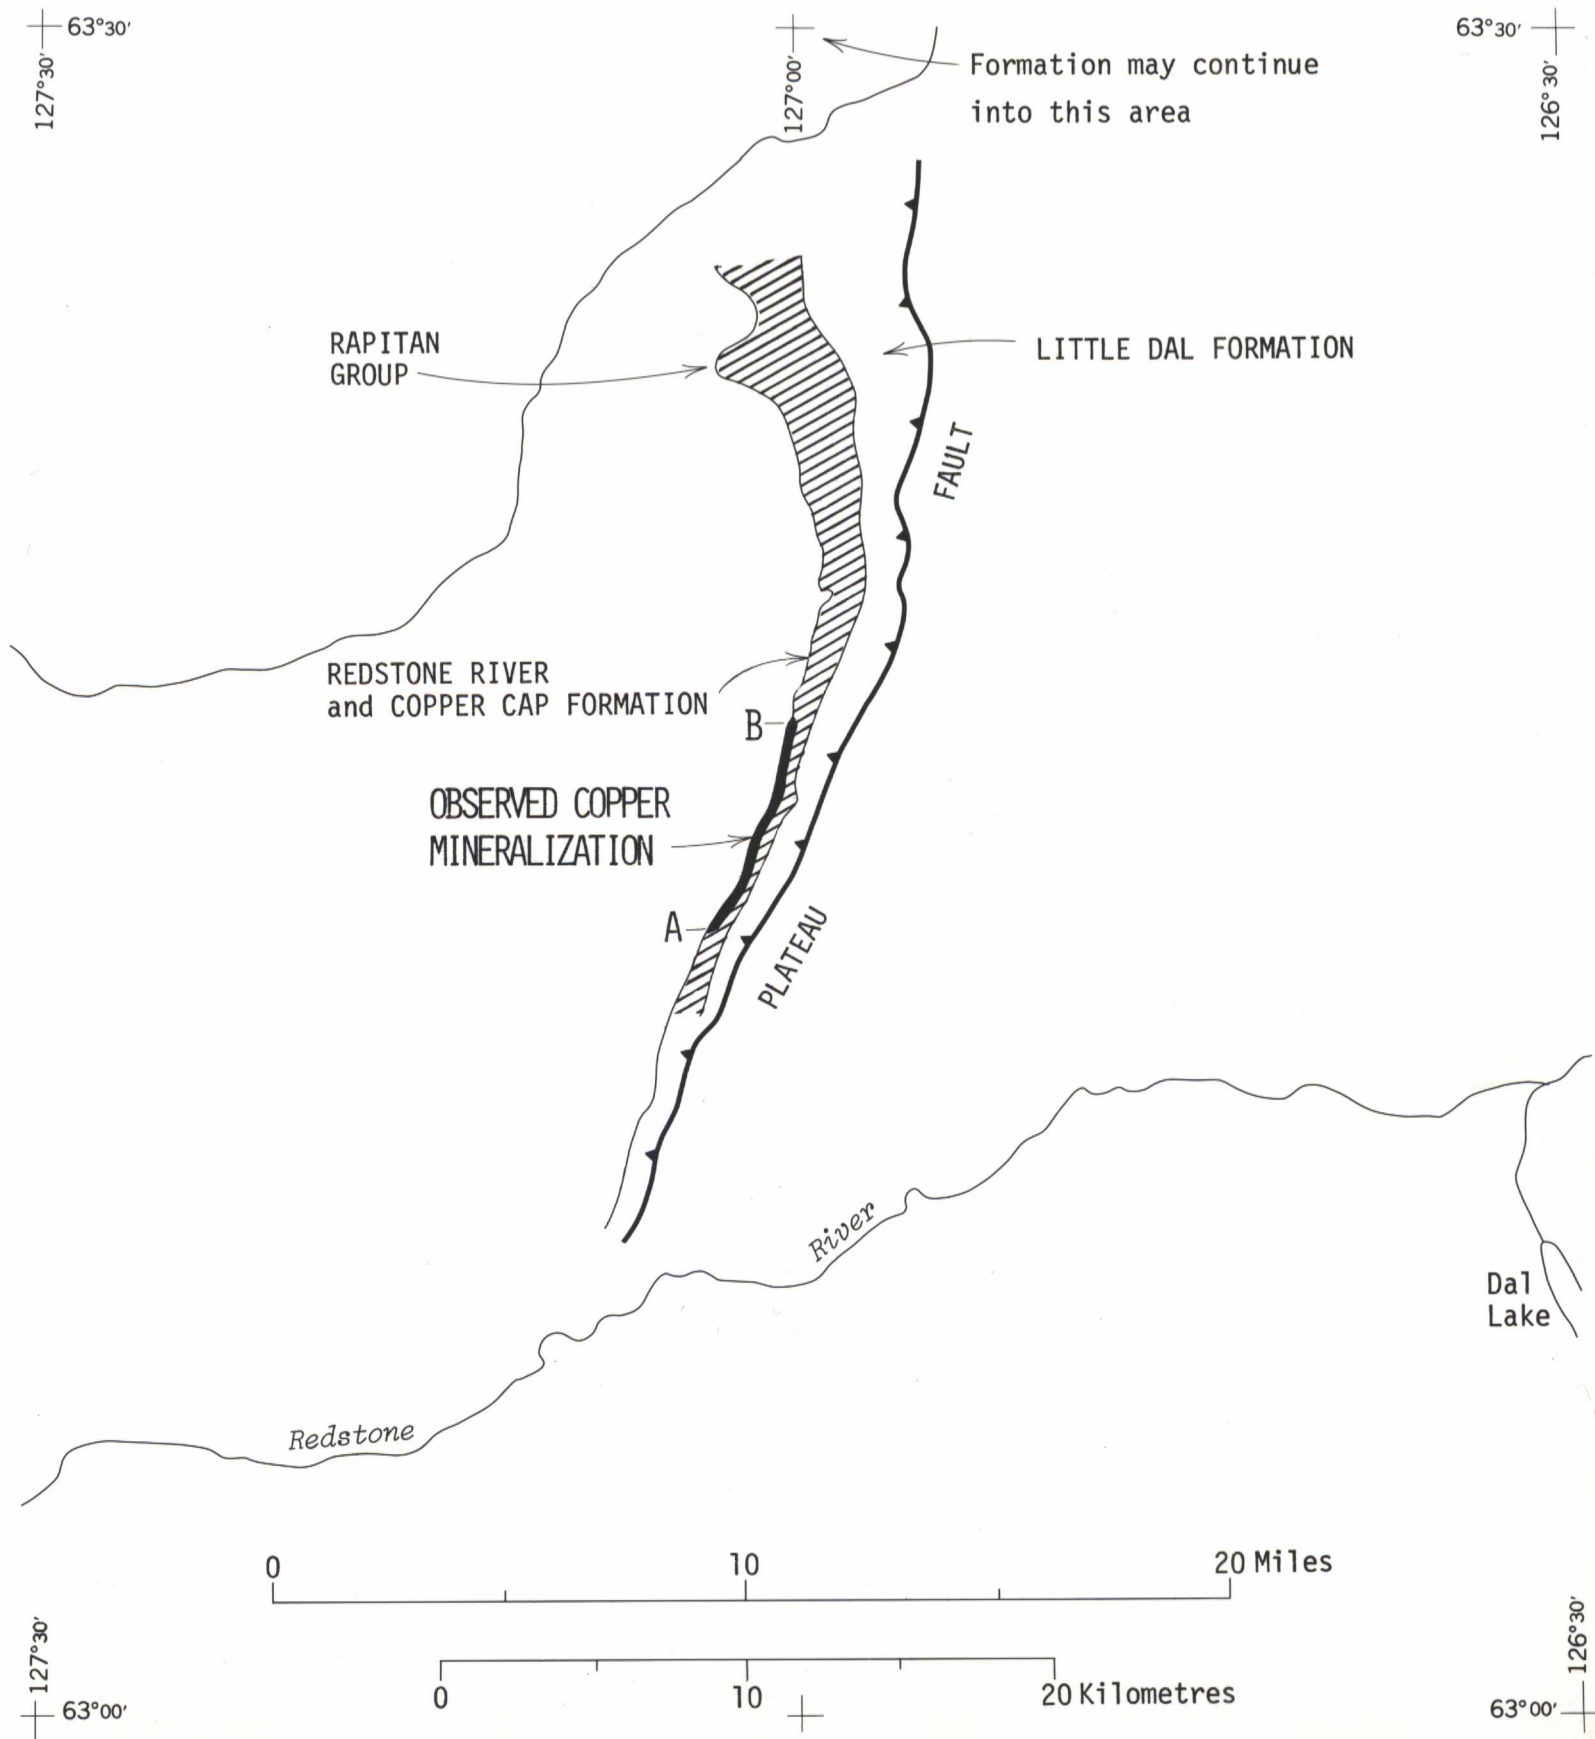 63°30′
63°30′
127°30′
127°00′
126°30′
Formation may continue
into this area
RAPITAN
GROUP
LITTLE DAL FORMATION
FAULT
REDSTONE RIVER
and COPPER CAP FORMATION
B
OBSERVED COPPER
MINERALIZATION
A
PLATEAU
River
Dal
Lake
Redstone
0 10 20 Miles
127°30′
126°30′
0 10 20 Kilometres
63°00′
63°00′